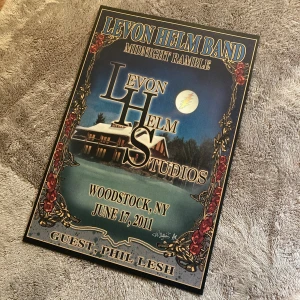 LEVON HELM BAND
MIDNIGHT RAMBLE
LEVON
HELM
STUDIOS
WOODSTOCK, NY
JUNE 17, 2011
GUEST, PHIL LESH